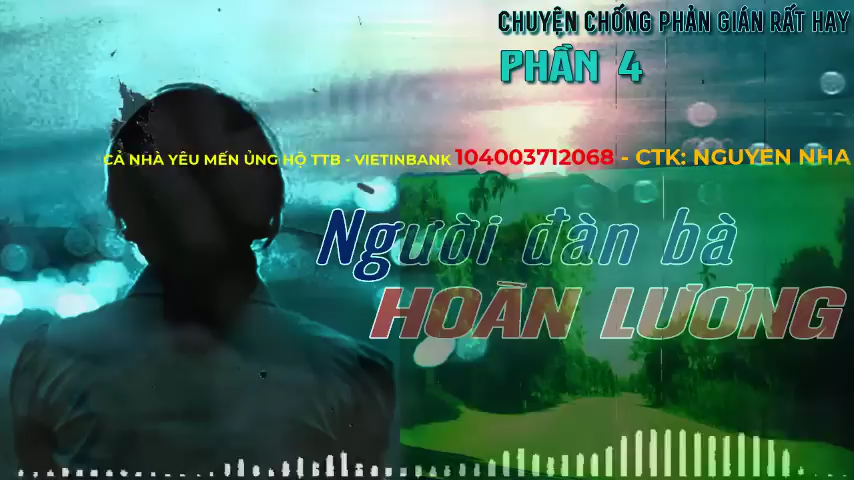 CHUYỆN CHỐNG PHẢN GIÁN RẤT HAY
PHẦN 4
CẢ NHÀ YÊU MẾN ỦNG HỘ TTB - VIETINBANK 104003712068 - CTK: NGUYEN NHA
Người đàn bà
HOÀN LƯƠNG